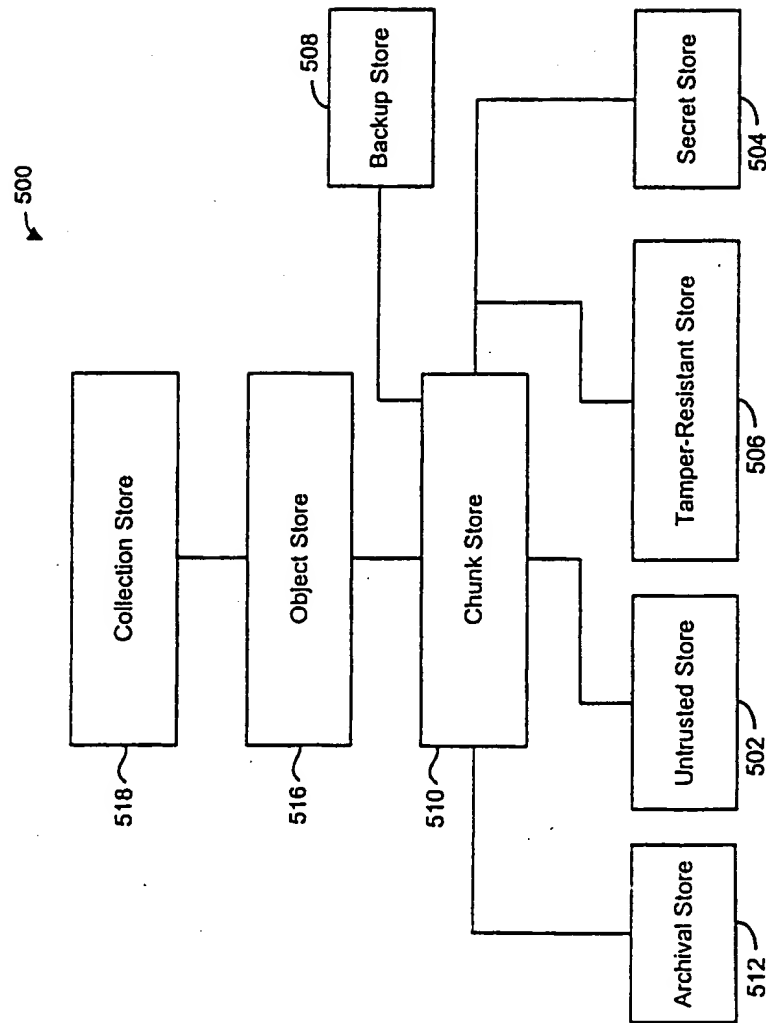 500
Collection Store
518
Object Store
516
508
Backup Store
Chunk Store
510
Archival Store
512
Untrusted Store
502
Tamper-Resistant Store
506
Secret Store
504